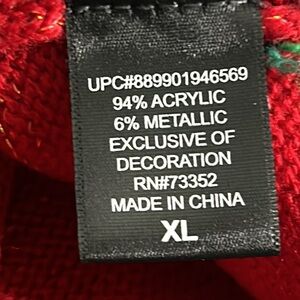 UPC#889901946569
94% ACRYLIC
6% METALLIC
EXCLUSIVE OF
DECORATION
RN#73352
MADE IN CHINA
XL